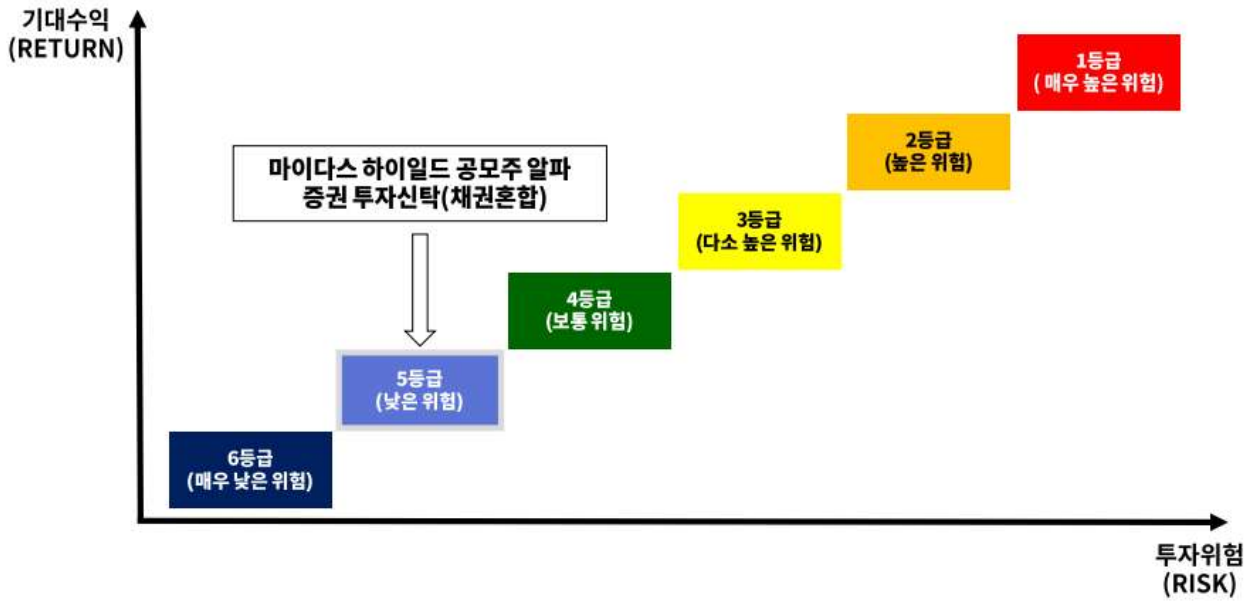 기대수익
(RETURN)
1등급
( 매우 높은 위험)
2등급
(높은 위험)
마이다스 하이일드 공모주 알파
증권 투자신탁(채권혼합)
3등급
(다소 높은 위험)
4등급
(보통 위험)
5등급
(낮은 위험)
6등급
(매우 낮은 위험)
투자위험
(RISK)